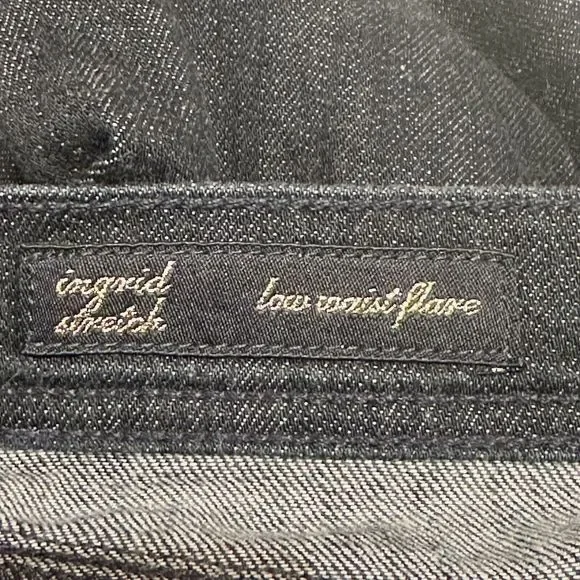 ingrid
stretch
low waist flare